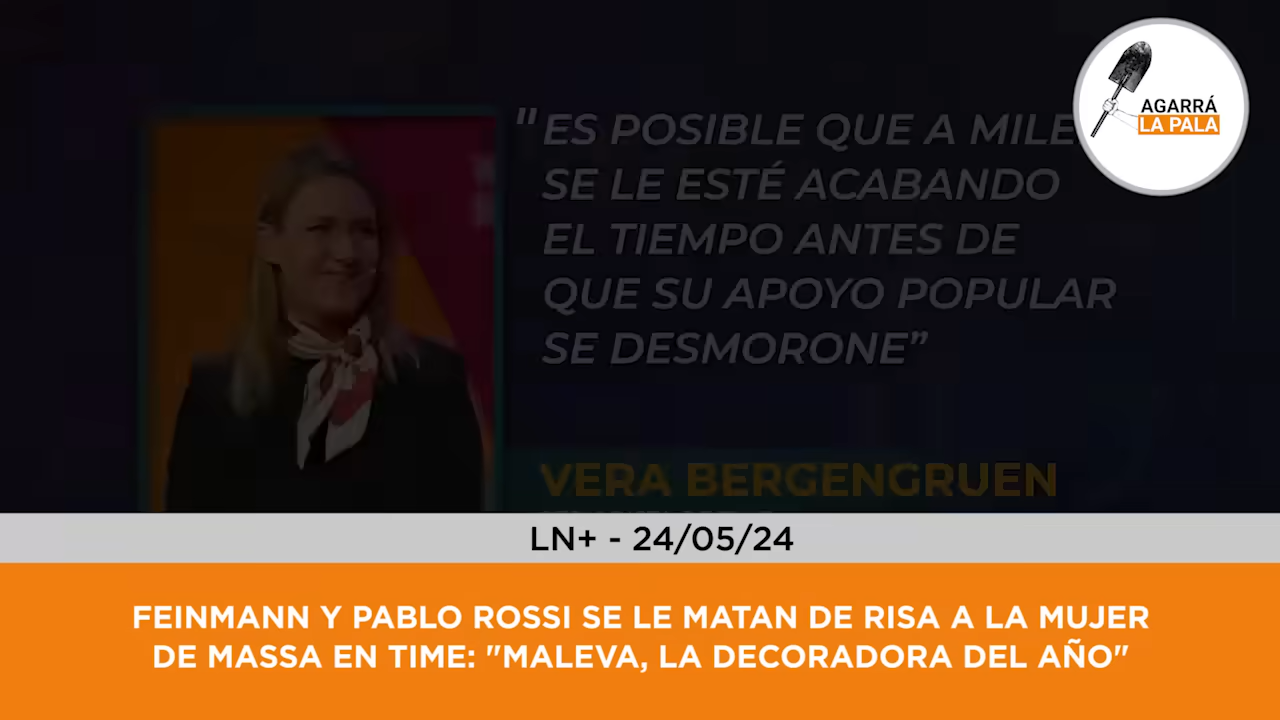 "ES POSIBLE QUE A MILE
SE LE ESTÉ ACABANDO
EL TIEMPO ANTES DE
QUE SU APOYO POPULAR
SE DESMORONE”
AGARRÁ
LA PALA
VERA BERGENGRUEN
LN+ - 24/05/24
FEINMANN Y PABLO ROSSI SE LE MATAN DE RISA A LA MUJER
DE MASSA EN TIME: "MALEVA, LA DECORADORA DEL AÑO"